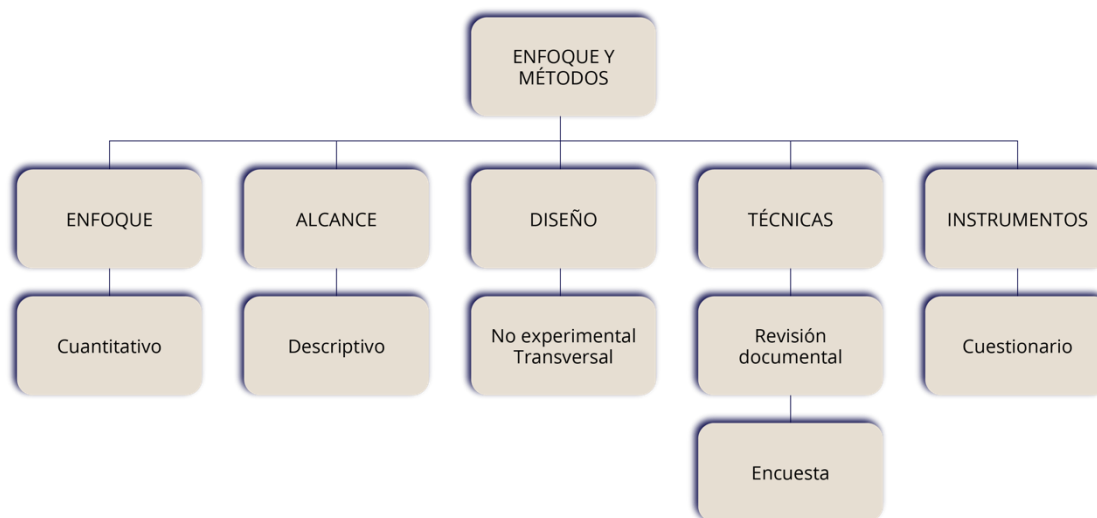 ENFOQUE Y
MÉTODOS
ENFOQUE
ALCANCE
DISEÑO
TÉCNICAS
INSTRUMENTOS
Cuantitativo
Descriptivo
No experimental
Transversal
Revisión
documental
Cuestionario
Encuesta